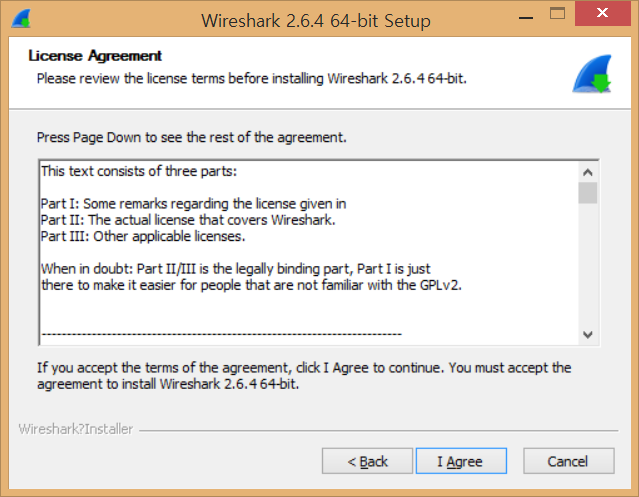 Wireshark 2.6.4 64-bit Setup
License Agreement
Please review the license terms before installing Wireshark 2.6.4 64-bit.
Press Page Down to see the rest of the agreement.
This text consists of three parts:
Part I: Some remarks regarding the license given in
Part II: The actual license that covers Wireshark.
Part III: Other applicable licenses.
When in doubt: Part II/III is the legally binding part, Part I is just
there to make it easier for people that are not familiar with the GPLv2.
------------------------------------------------------------------------
If you accept the terms of the agreement, click I Agree to continue. You must accept the
agreement to install Wireshark 2.6.4 64-bit.
Wireshark?Installer
< Back
I Agree
Cancel